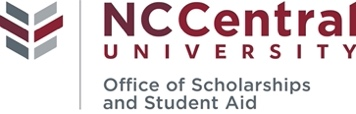 NCCentral
UNIVERSITY
Office of Scholarships
and Student Aid